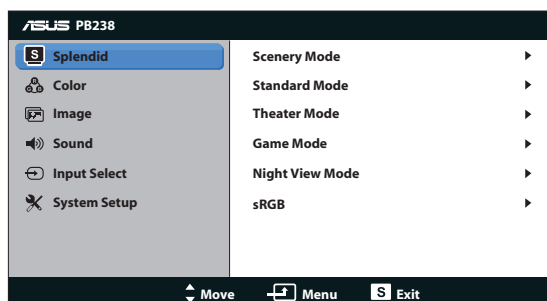 ASUS PB238
S Splendid
Color
Image
Sound
Input Select
System Setup
Scenery Mode
Standard Mode
Theater Mode
Game Mode
Night View Mode
sRGB
Move Menu S Exit